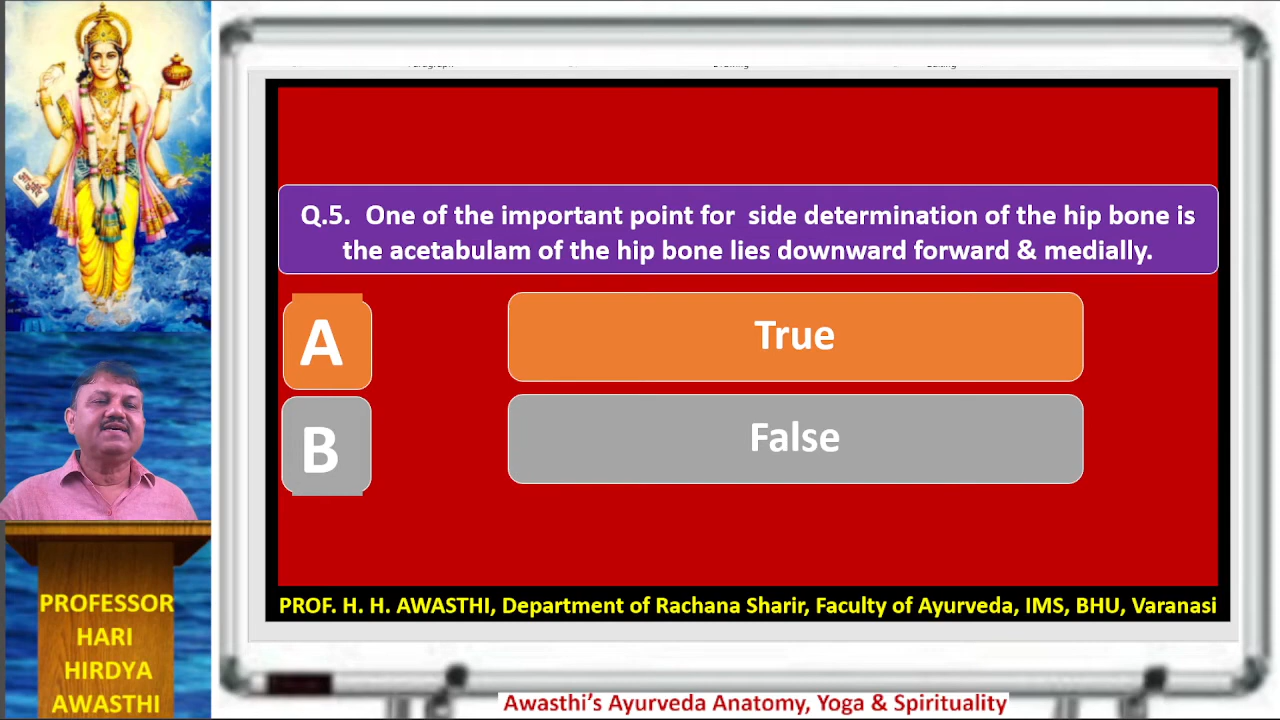 Q.5. One of the important point for side determination of the hip bone is
the acetabulam of the hip bone lies downward forward & medially.
A
True
B
False
PROF. H. H. AWASTHI, Department of Rachana Sharir, Faculty of Ayurveda, IMS, BHU, Varanasi
PROFESSOR
HARI
HIRDYA
AWASTHI
Awasthi's Ayurveda Anatomy, Yoga & Spirituality